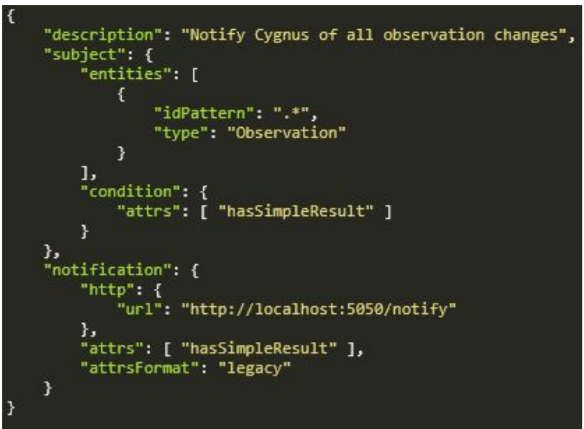 {
    "description": "Notify Cygnus of all observation changes",
    "subject": {
        "entities": [
            {
                "idPattern": ".*",
                "type": "Observation"
            }
        ],
        "condition": {
            "attrs": [ "hasSimpleResult" ]
        }
    },
    "notification": {
        "http": {
            "url": "http://localhost:5050/notify"
        },
        "attrs": [ "hasSimpleResult" ],
        "attrsFormat": "legacy"
    }
}